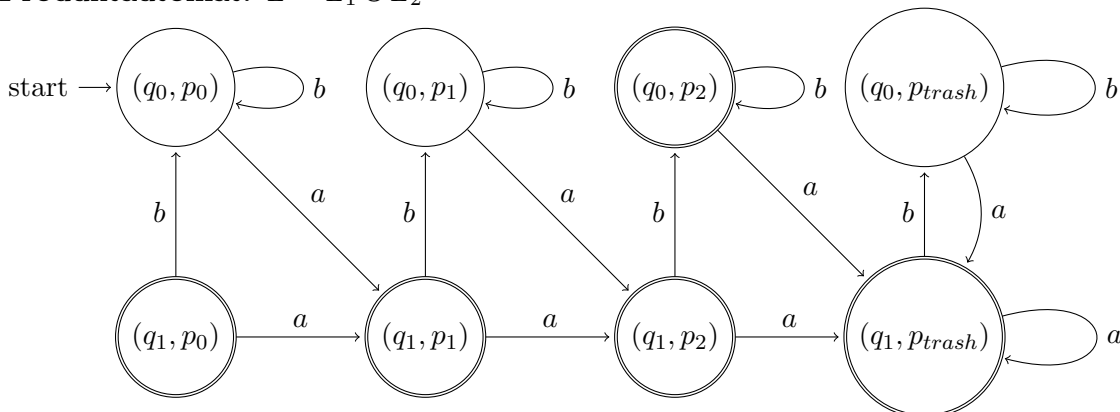 Produktautomat: L = L₁ ∪ L₂
start (q₀, p₀) b (q₀, p₁) b (q₀, p₂) b (q₀, p_trash) b
b a b a b a b a
(q₁, p₀) a (q₁, p₁) a (q₁, p₂) a (q₁, p_trash) a